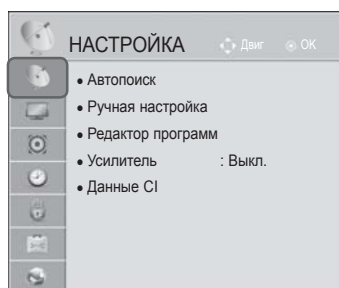 НАСТРОЙКА Двиг OK
• Автопоиск
• Ручная настройка
• Редактор программ
• Усилитель : Выкл.
• Данные CI